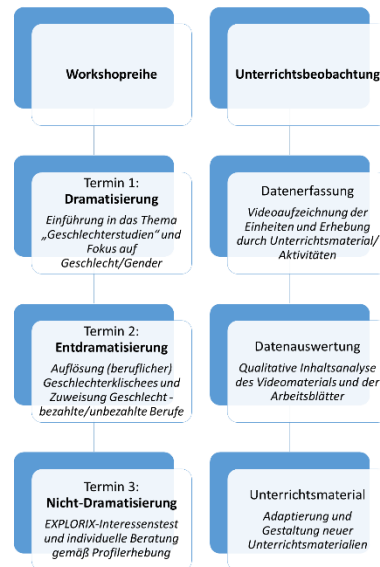 Workshopreihe
Termin 1:
Dramatisierung
Einführung in das Thema
„Geschlechterstudien“ und
Fokus auf
Geschlecht/Gender
Termin 2:
Entdramatisierung
Auflösung (beruflicher)
Geschlechterklischees und
Zuweisung Geschlecht -
bezahlte/unbezahlte Berufe
Termin 3:
Nicht-Dramatisierung
EXPLORIX-Interessenstest
und individuelle Beratung
gemäß Profilerhebung
Unterrichtsbeobachtung
Datenerfassung
Videoaufzeichnung der
Einheiten und Erhebung
durch Unterrichtsmaterial/
Aktivitäten
Datenauswertung
Qualitative Inhaltsanalyse
des Videomaterials und der
Arbeitsblätter
Unterrichtsmaterial
Adaptierung und
Gestaltung neuer
Unterrichtsmaterialien